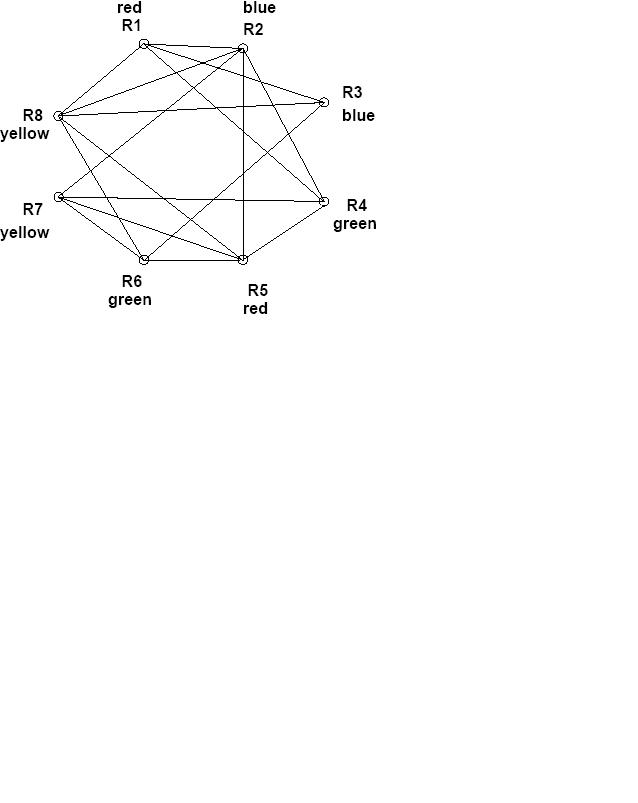 red
R1
blue
R2
R3
blue
R8
yellow
R4
green
R7
yellow
R6
green
R5
red